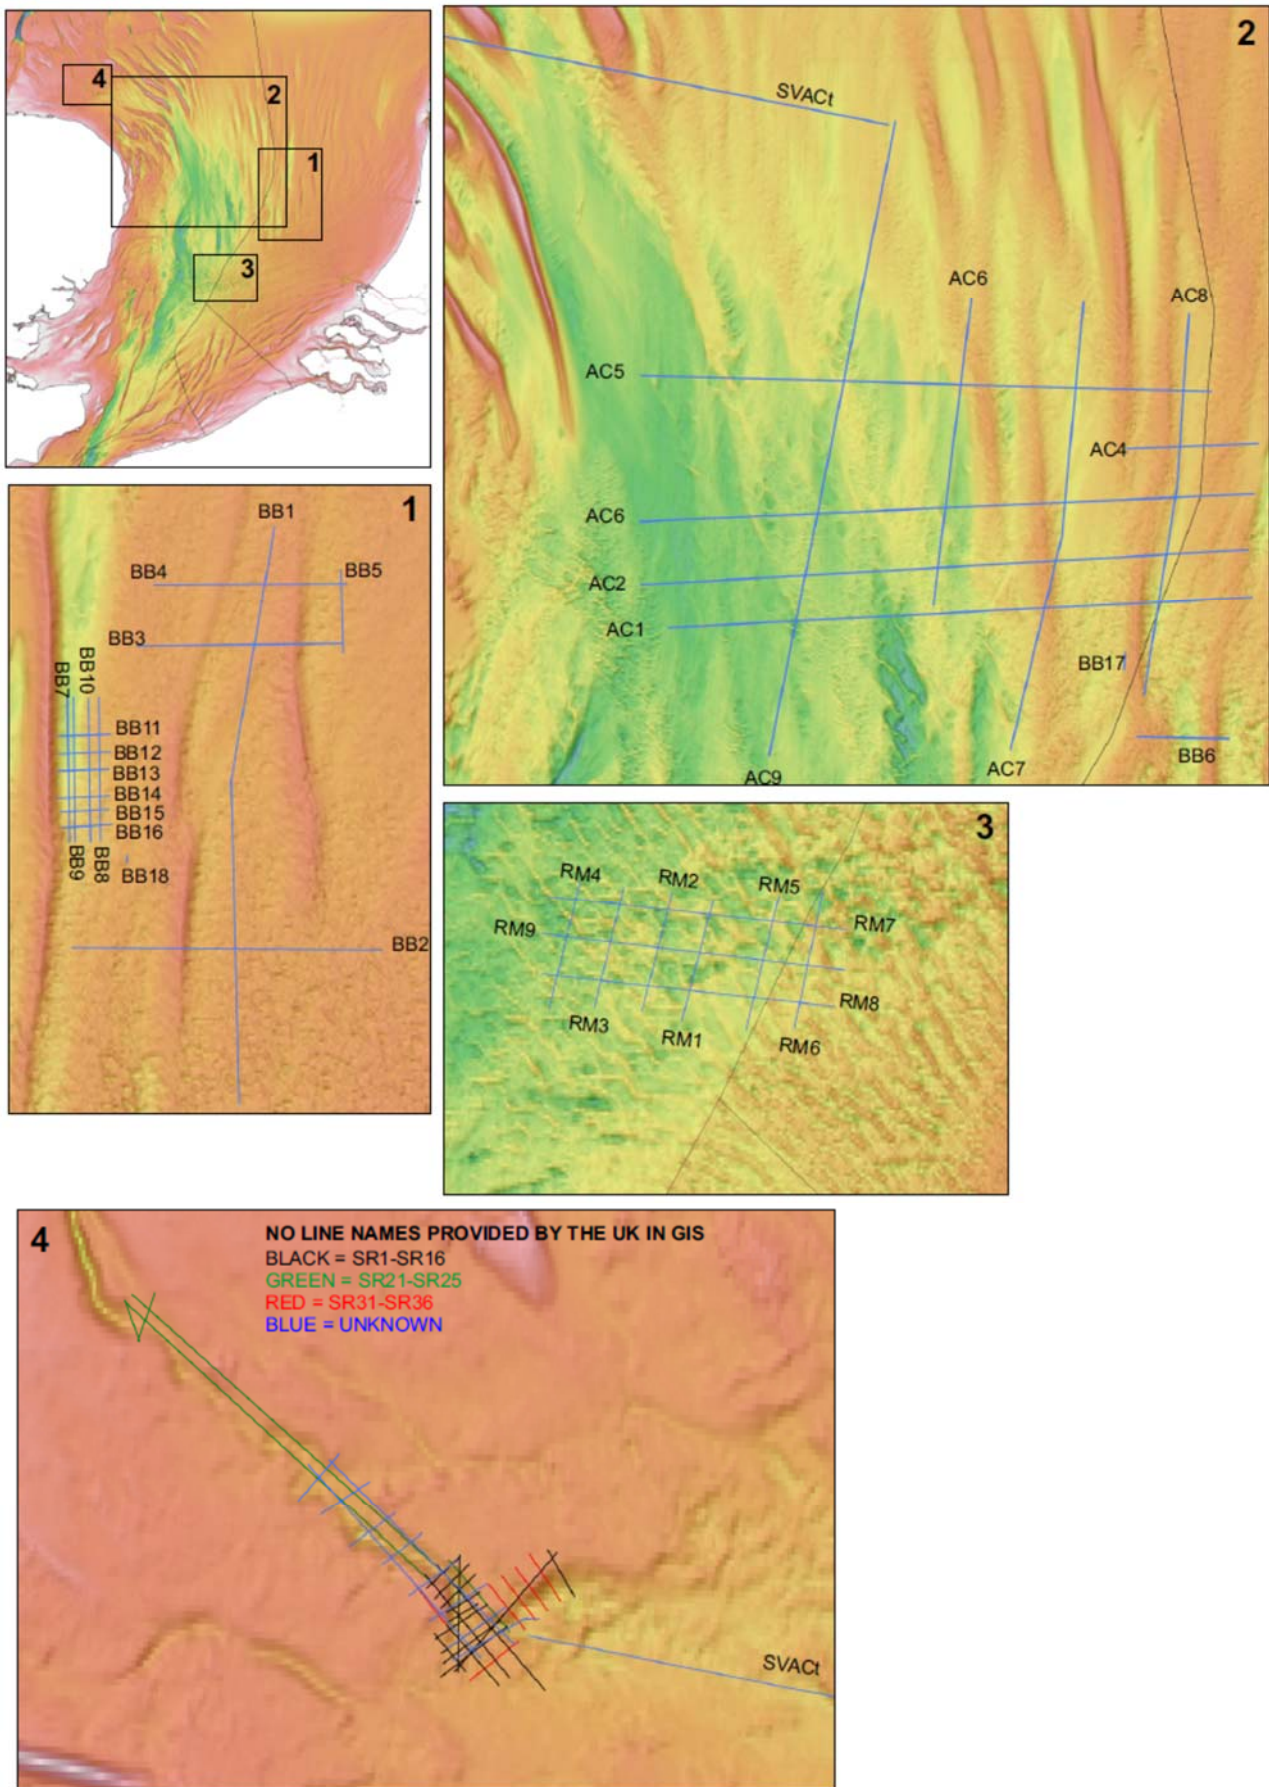 4
2
1
3
2
SVACt
AC6
AC8
AC5
AC4
AC6
AC2
AC1
BB17
BB6
AC7
AC9
1
BB1
BB4
BB5
BB3
BB7
BB10
BB11
BB12
BB13
BB14
BB15
BB16
BB9
BB8
BB18
BB2
3
RM4
RM2
RM5
RM9
RM7
RM8
RM3
RM1
RM6
4
NO LINE NAMES PROVIDED BY THE UK IN GIS
BLACK = SR1-SR16
GREEN = SR21-SR25
RED = SR31-SR36
BLUE = UNKNOWN
SVACt